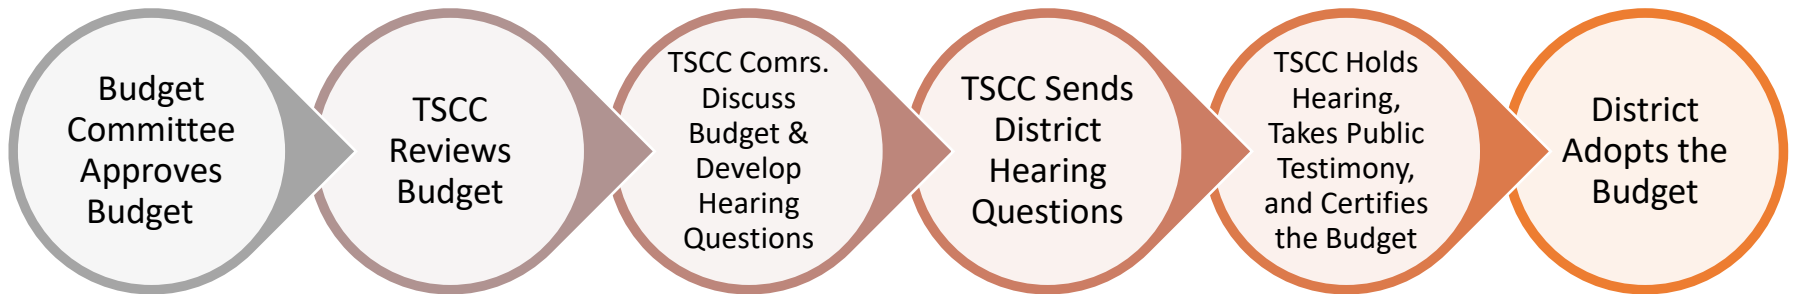 Budget
Committee
Approves
Budget
TSCC
Reviews
Budget
TSCC Comrs.
Discuss
Budget &
Develop
Hearing
Questions
TSCC Sends
District
Hearing
Questions
TSCC Holds
Hearing,
Takes Public
Testimony,
and Certifies
the Budget
District
Adopts the
Budget